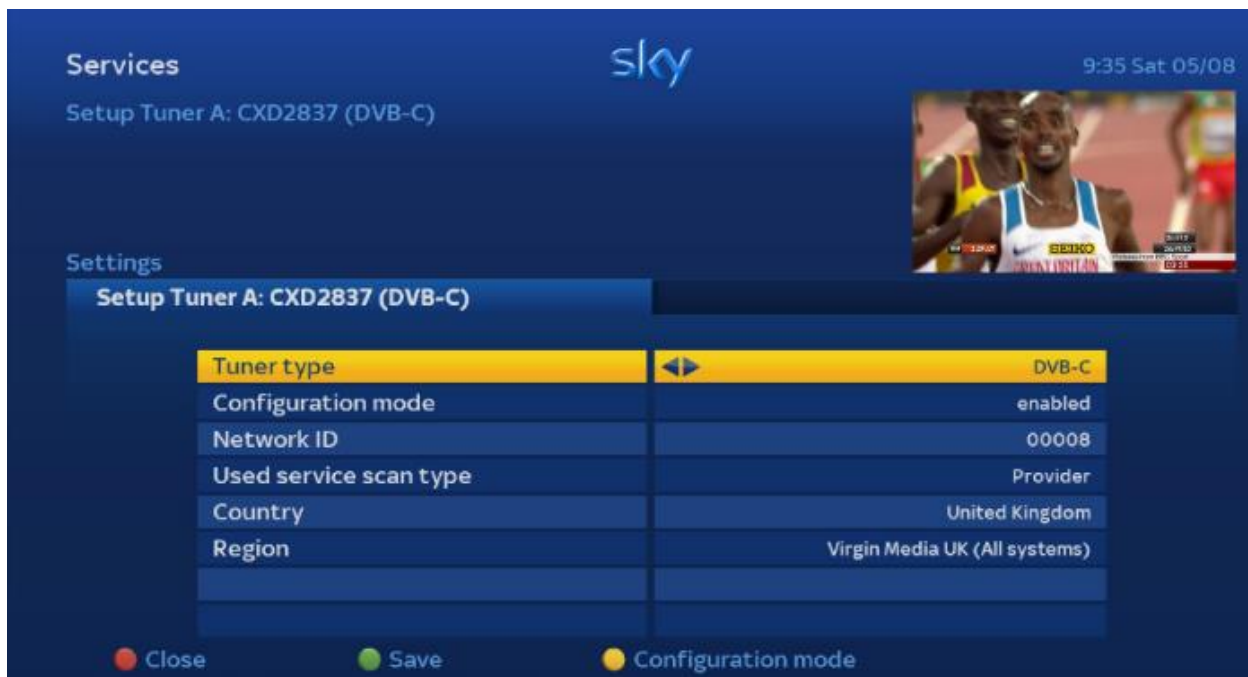 Services
sky
9:35 Sat 05/08
Setup Tuner A: CXD2837 (DVB-C)
SEIKO
Settings
09:35
Setup Tuner A: CXD2837 (DVB-C)
Tuner type DVB-C
Configuration mode enabled
Network ID 00008
Used service scan type Provider
Country United Kingdom
Region Virgin Media UK (All systems)
Close Save Configuration mode